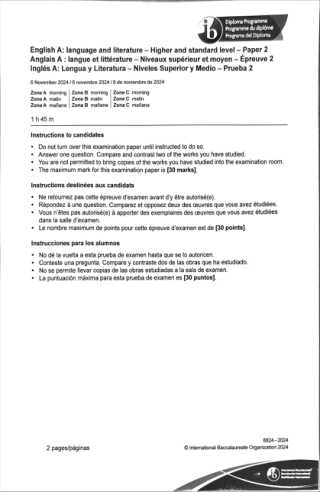 Diploma Programme
Programme du diplôme
Programa del Diploma
English A: language and literature – Higher and standard level – Paper 2
Anglais A : langue et littérature – Niveaux supérieur et moyen – Épreuve 2
Inglés A: Lengua y Literatura – Niveles Superior y Medio – Prueba 2
6 November 2024 / 6 novembre 2024 / 6 de noviembre de 2024
Zone A morning | Zone B morning | Zone C morning
Zone A matin | Zone B matin | Zone C matin
Zona A mañana | Zona B mañana | Zona C mañana
1 h 45 m
Instructions to candidates
• Do not turn over this examination paper until instructed to do so.
• Answer one question. Compare and contrast two of the works you have studied.
• You are not permitted to bring copies of the works you have studied into the examination room.
• The maximum mark for this examination paper is [30 marks].
Instructions destinées aux candidats
• Ne retournez pas cette épreuve d'examen avant d'y être autorisé(e).
• Répondez à une question. Comparez et opposez deux des œuvres que vous avez étudiées.
• Vous n'êtes pas autorisé(e) à apporter des exemplaires des œuvres que vous avez étudiées
dans la salle d'examen.
• Le nombre maximum de points pour cette épreuve d'examen est de [30 points].
Instrucciones para los alumnos
• No dé la vuelta a esta prueba de examen hasta que se lo autoricen.
• Conteste una pregunta. Compare y contraste dos de las obras que ha estudiado.
• No se permite llevar copias de las obras estudiadas a la sala de examen.
• La puntuación máxima para esta prueba de examen es [30 puntos].
8824–2024
2 pages/páginas
© International Baccalaureate Organization 2024
International Baccalaureate
Baccalauréat International
Bachillerato Internacional